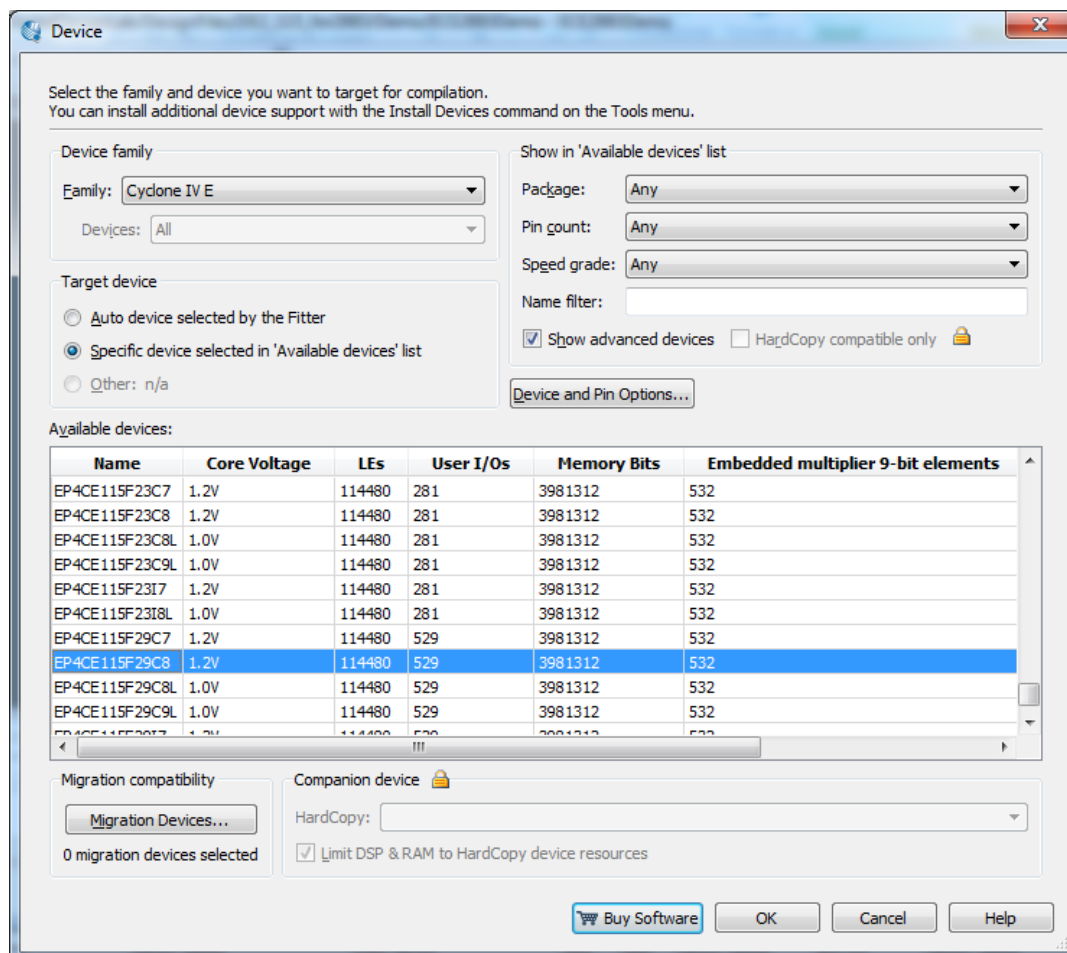 Device
Select the family and device you want to target for compilation.
You can install additional device support with the Install Devices command on the Tools menu.
Device family
Family: Cyclone IV E
Devices: All
Show in 'Available devices' list
Package: Any
Pin count: Any
Speed grade: Any
Name filter:
Show advanced devices HardCopy compatible only
Target device
Auto device selected by the Fitter
Specific device selected in 'Available devices' list
Other: n/a
Device and Pin Options...
Available devices:
Name Core Voltage LEs User I/Os Memory Bits Embedded multiplier 9-bit elements
EP4CE115F23C7 1.2V 114480 281 3981312 532
EP4CE115F23C8 1.2V 114480 281 3981312 532
EP4CE115F23C8L 1.0V 114480 281 3981312 532
EP4CE115F23C9L 1.0V 114480 281 3981312 532
EP4CE115F23I7 1.2V 114480 281 3981312 532
EP4CE115F23I8L 1.0V 114480 281 3981312 532
EP4CE115F29C7 1.2V 114480 529 3981312 532
EP4CE115F29C8 1.2V 114480 529 3981312 532
EP4CE115F29C8L 1.0V 114480 529 3981312 532
EP4CE115F29C9L 1.0V 114480 529 3981312 532
EP4CE115F29I7 1.2V 114480 529 3981312 532
Migration compatibility
Migration Devices...
0 migration devices selected
Companion device
HardCopy:
Limit DSP & RAM to HardCopy device resources
Buy Software OK Cancel Help